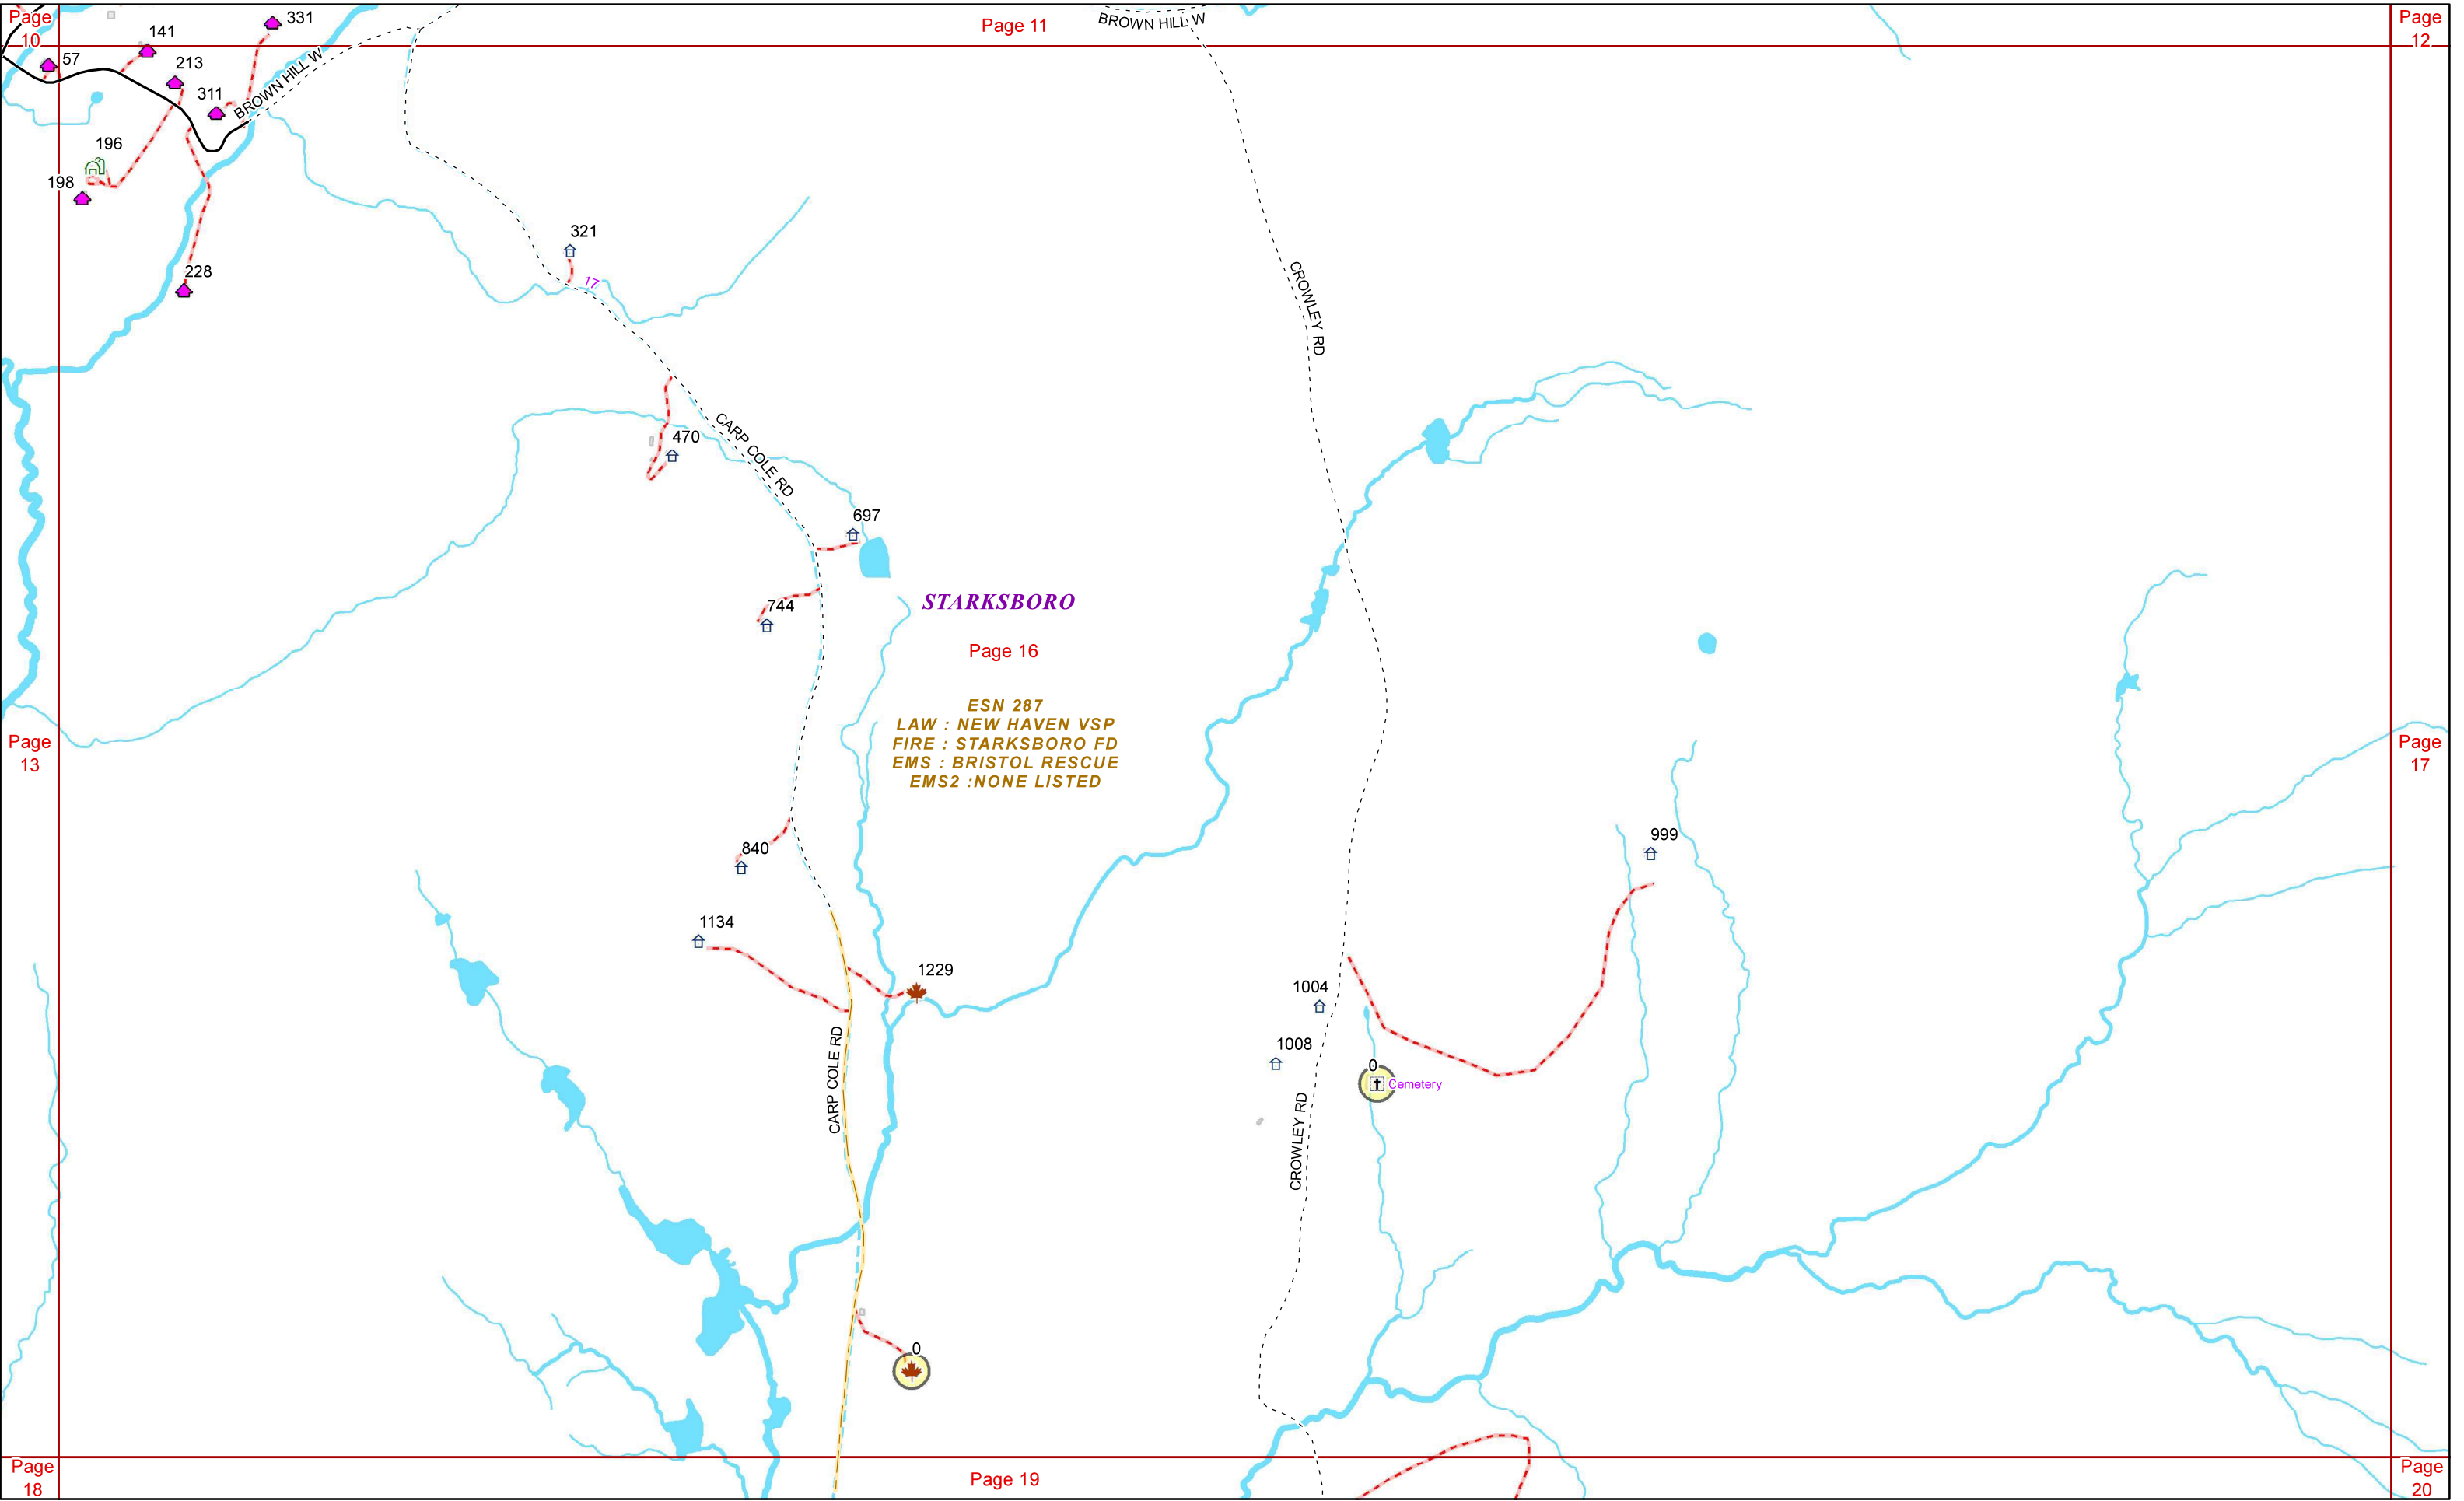 Page
10
Page 11
BROWN HILL W
Page
12
331
141
57
213
311
BROWN HILL W
196
198
228
321
17
CROWLEY RD
470
CARP COLE RD
697
744
STARKSBORO
Page 16
ESN 287
LAW : NEW HAVEN VSP
FIRE : STARKSBORO FD
EMS : BRISTOL RESCUE
EMS2 :NONE LISTED
Page
13
Page
17
999
840
1134
1229
1004
1008
0
Cemetery
CARP COLE RD
CROWLEY RD
0
Page
18
Page 19
Page
20